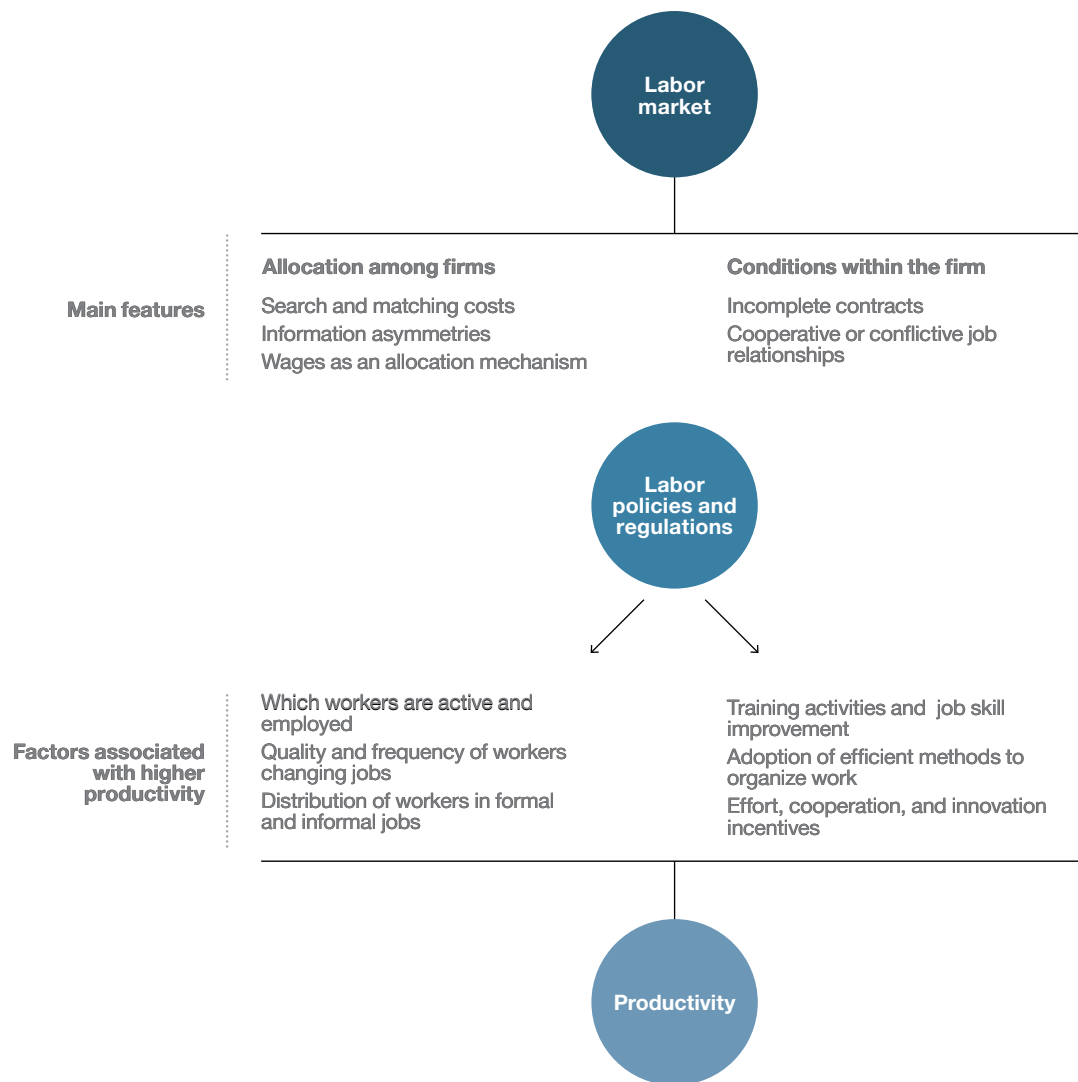 Labor
market
Main features
Allocation among firms
Search and matching costs
Information asymmetries
Wages as an allocation mechanism
Conditions within the firm
Incomplete contracts
Cooperative or conflictive job
relationships
Labor
policies and
regulations
Factors associated
with higher
productivity
Which workers are active and
employed
Quality and frequency of workers
changing jobs
Distribution of workers in formal
and informal jobs
Training activities and job skill
improvement
Adoption of efficient methods to
organize work
Effort, cooperation, and innovation
incentives
Productivity